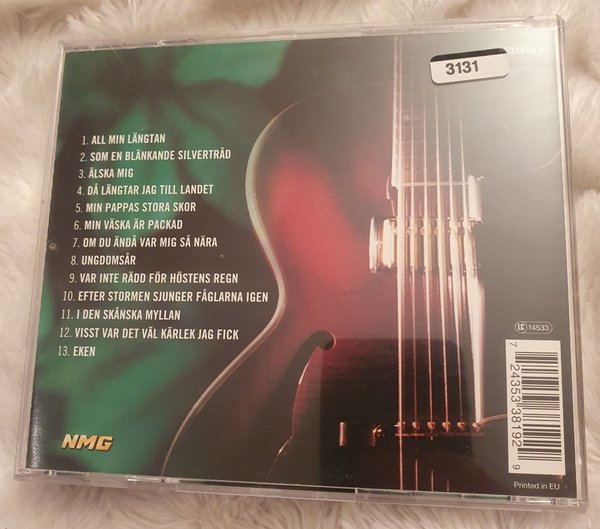 533819 2
3131
1. ALL MIN LÄNGTAN
2. SOM EN BLÄNKANDE SILVERTRÅD
3. ÄLSKA MIG
4. DÅ LÄNGTAR JAG TILL LANDET
5. MIN PAPPAS STORA SKOR
6. MIN VÄSKA ÄR PACKAD
7. OM DU ÄNDÅ VAR MIG SÅ NÄRA
8. UNGDOMSÅR
9. VAR INTE RÄDD FÖR HÖSTENS REGN
10. EFTER STORMEN SJUNGER FÅGLARNA IGEN
11. I DEN SKÅNSKA MYLLAN
12. VISST VAR DET VÄL KÄRLEK JAG FICK
13. EKEN
LC 14533
7 24353 38192 9
NMG
Printed in EU